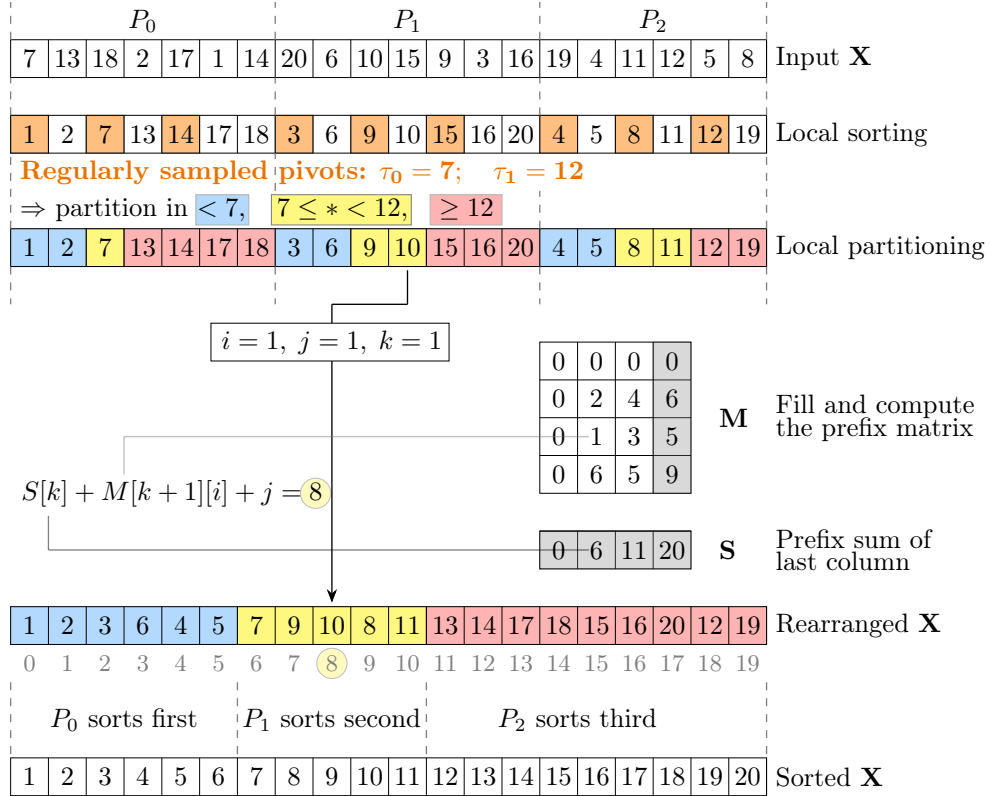 P₀ P₁ P₂
7 13 18 2 17 1 14 20 6 10 15 9 3 16 19 4 11 12 5 8 Input X
1 2 7 13 14 17 18 3 6 9 10 15 16 20 4 5 8 11 12 19 Local sorting
Regularly sampled pivots: τ₀ = 7; τ₁ = 12
⇒ partition in < 7, 7 ≤ * < 12, ≥ 12
1 2 7 13 14 17 18 3 6 9 10 15 16 20 4 5 8 11 12 19 Local partitioning
i = 1, j = 1, k = 1
0 0 0 0
0 2 4 6
0 1 3 5
0 6 5 9
M
Fill and compute
the prefix matrix
S[k] + M[k + 1][i] + j = 8
0 6 11 20
S
Prefix sum of
last column
1 2 3 6 4 5 7 9 10 8 11 13 14 17 18 15 16 20 12 19 Rearranged X
0 1 2 3 4 5 6 7 8 9 10 11 12 13 14 15 16 17 18 19
P₀ sorts first P₁ sorts second P₂ sorts third
1 2 3 4 5 6 7 8 9 10 11 12 13 14 15 16 17 18 19 20 Sorted X